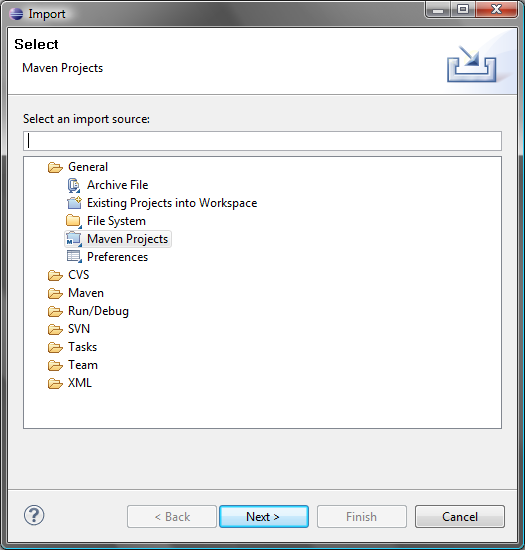 Import
Select
Maven Projects
Select an import source:
General
Archive File
Existing Projects into Workspace
File System
Maven Projects
Preferences
CVS
Maven
Run/Debug
SVN
Tasks
Team
XML
?
< Back Next > Finish Cancel